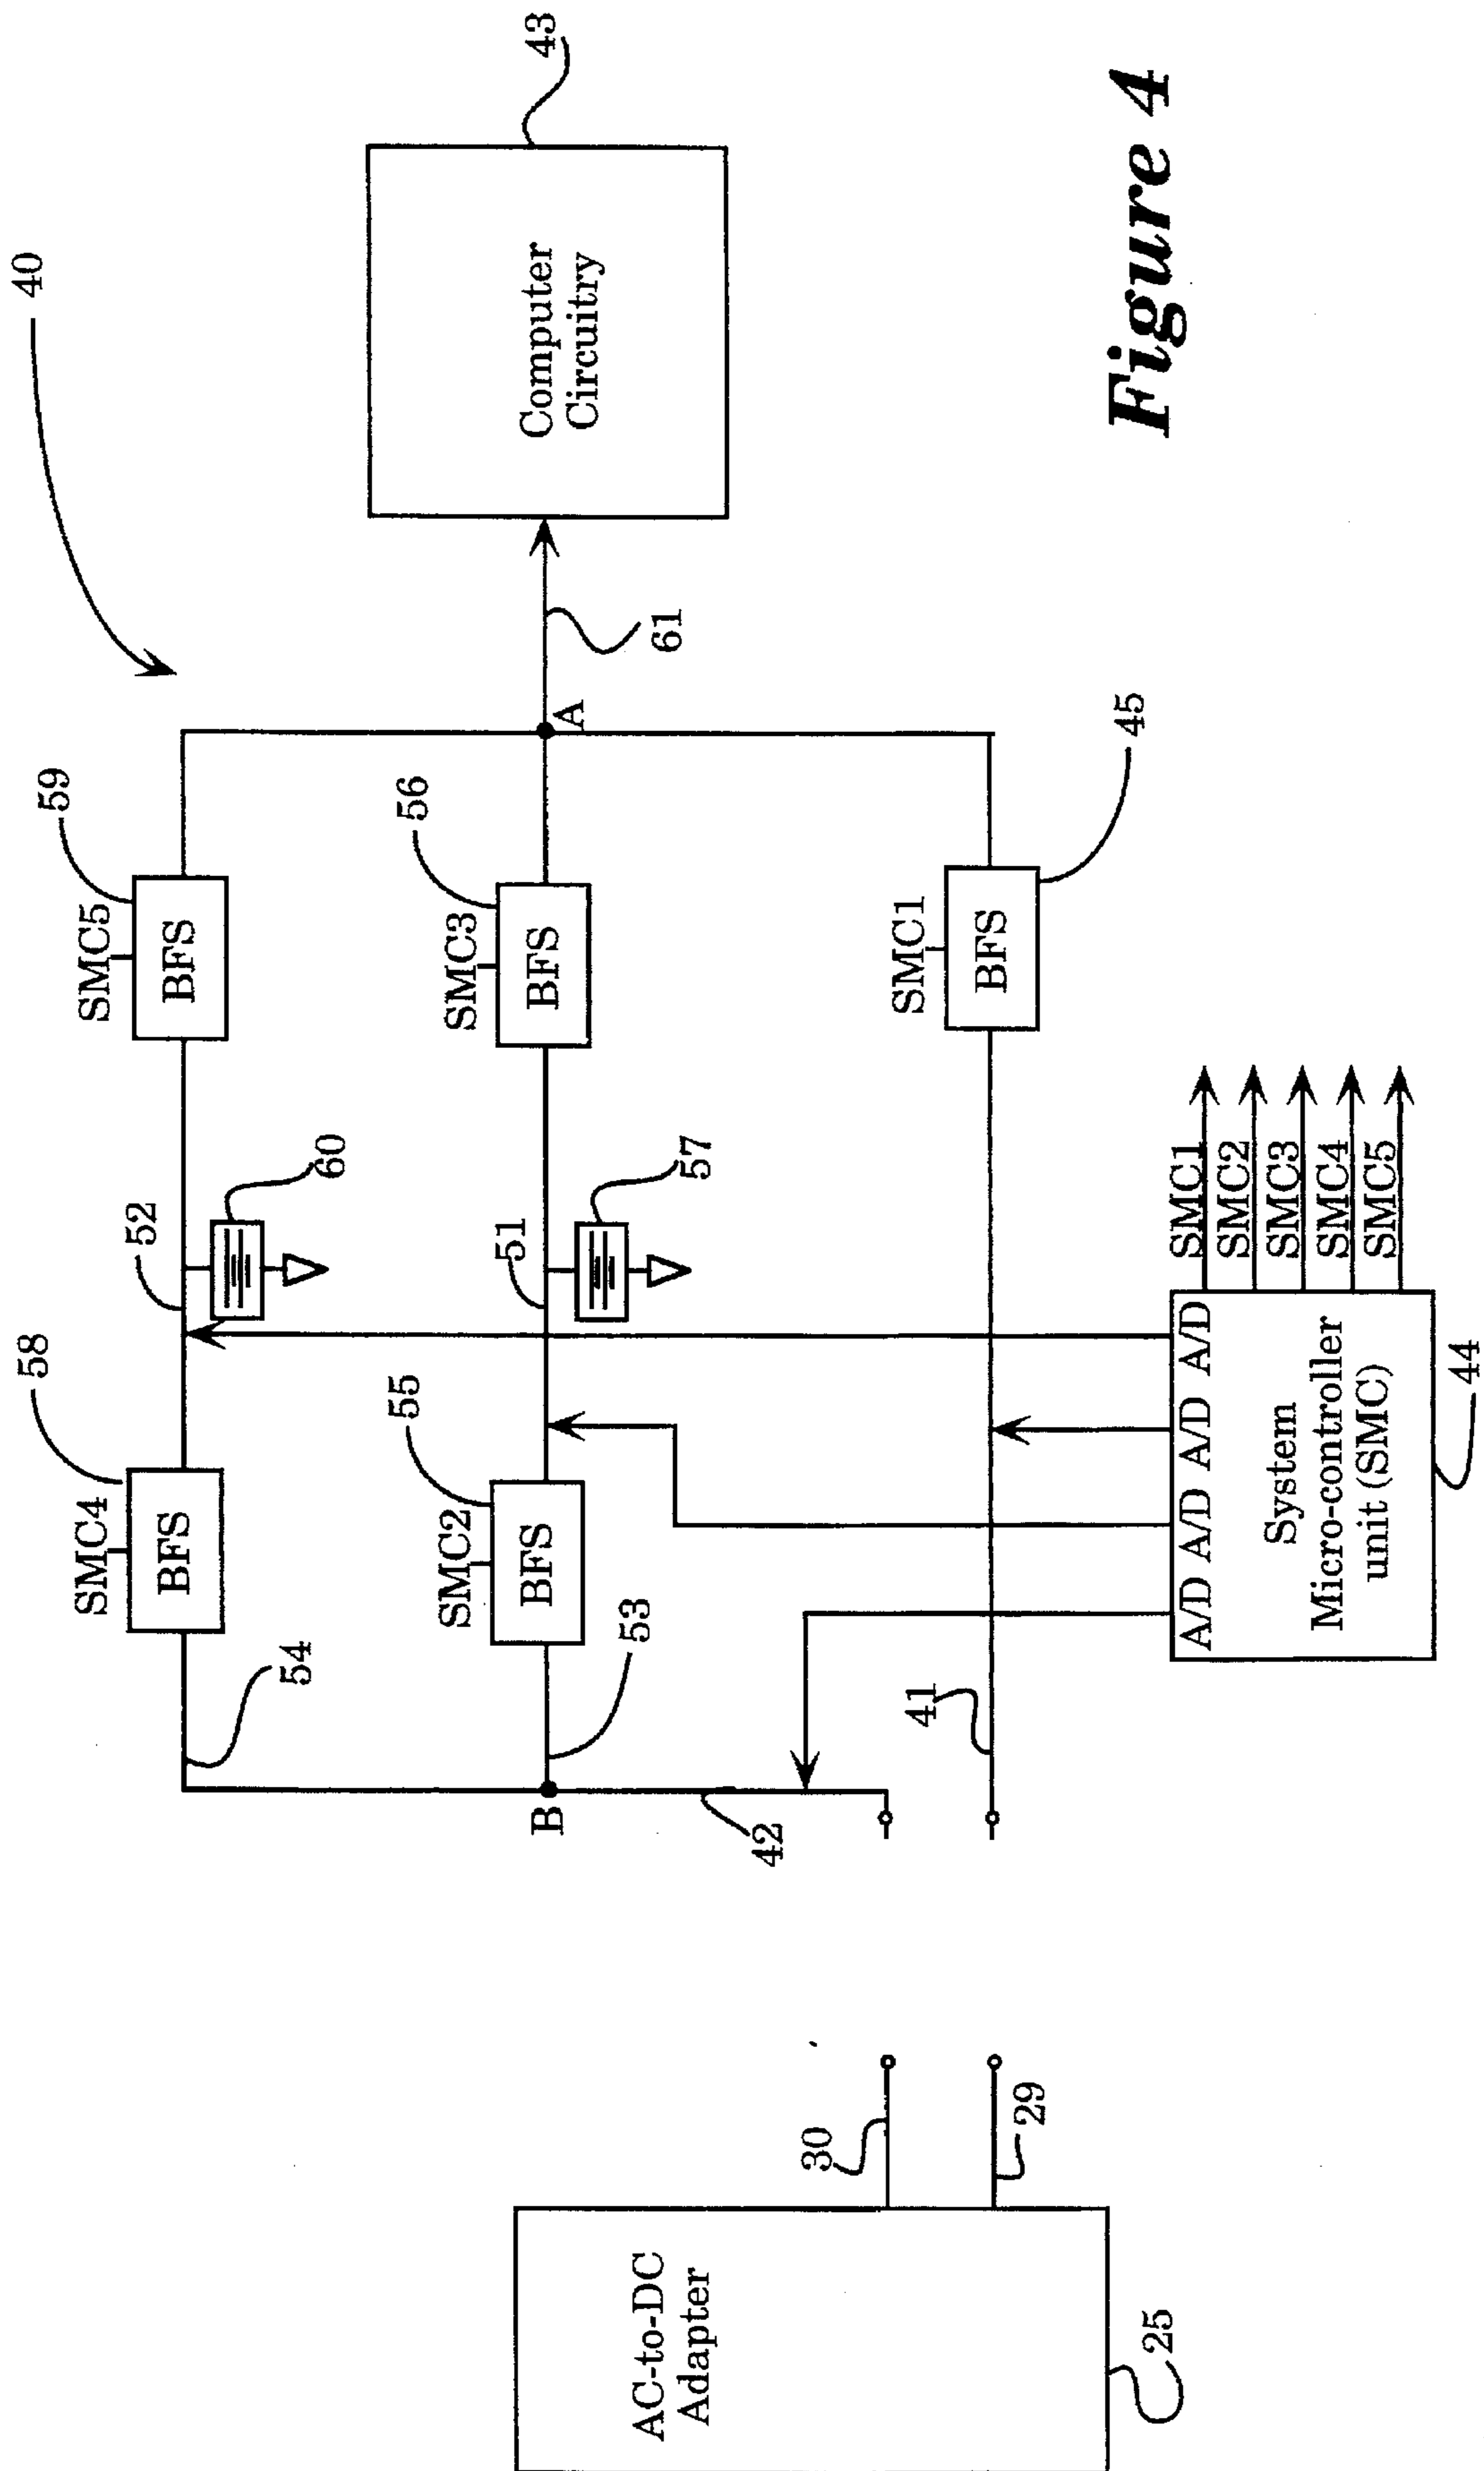 40
59
SMC5
BFS
52
60
58
SMC4
BFS
54
56
SMC3
BFS
51
57
55
SMC2
BFS
53
B
42
A
61
Computer
Circuitry
43
45
SMC1
BFS
41
SMC1
SMC2
SMC3
SMC4
SMC5
A/D A/D A/D A/D
System
Micro-controller
unit (SMC)
44
AC-to-DC
Adapter
30
29
25
Figure 4